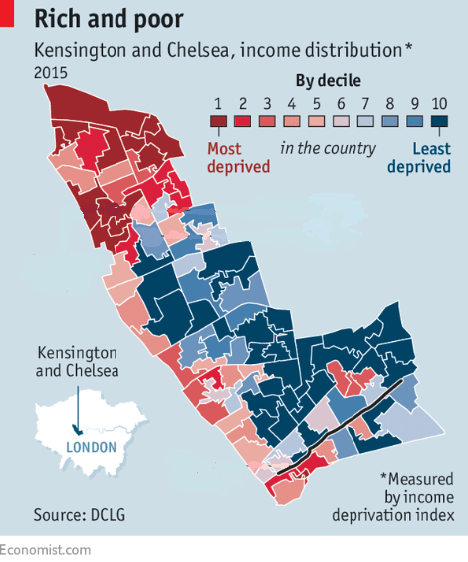 Rich and poor
Kensington and Chelsea, income distribution*
2015
By decile
1 2 3 4 5 6 7 8 9 10
Most deprived
in the country
Least deprived
Kensington
and Chelsea
LONDON
*Measured
by income
deprivation index
Source: DCLG
Economist.com